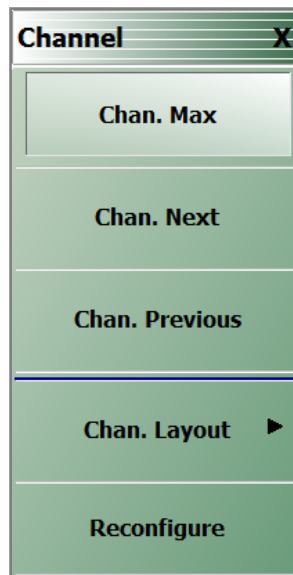 Channel X
Chan. Max
Chan. Next
Chan. Previous
Chan. Layout
Reconfigure